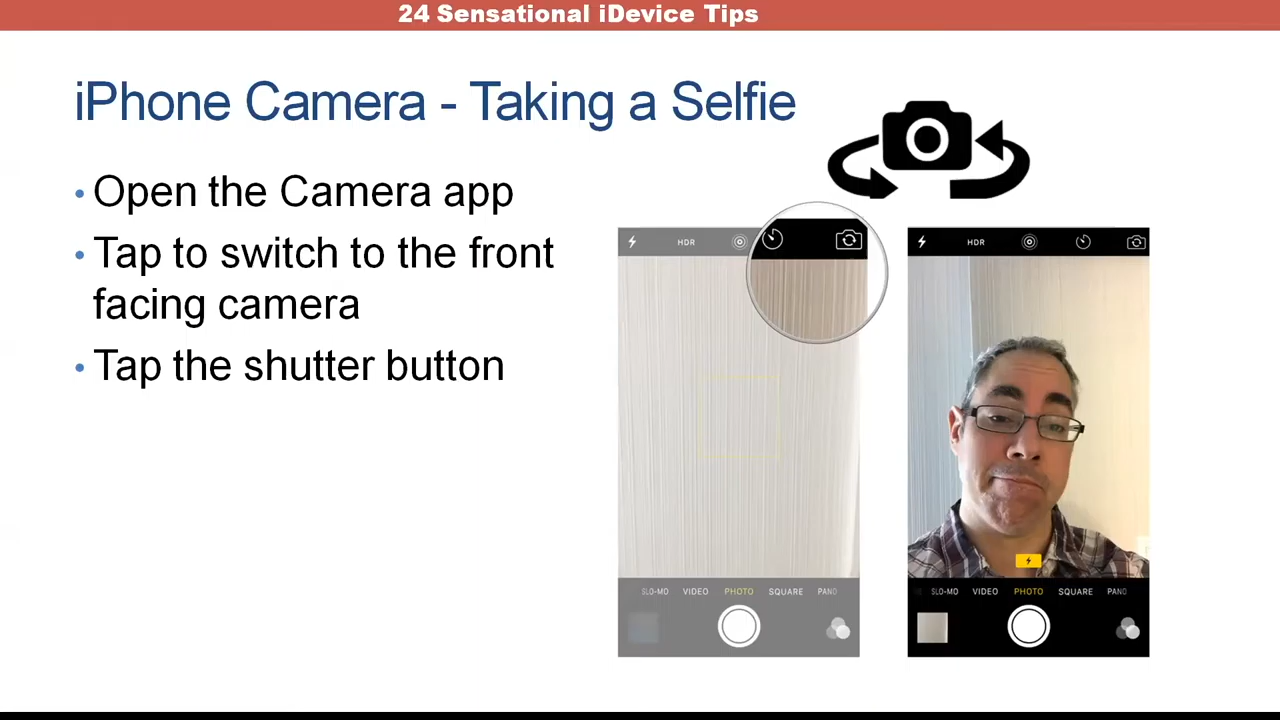 24 Sensational iDevice Tips
iPhone Camera - Taking a Selfie
• Open the Camera app
• Tap to switch to the front
facing camera
• Tap the shutter button
HDR
HDR
SLO-MO VIDEO PHOTO SQUARE PANO
SLO-MO VIDEO PHOTO SQUARE PANO